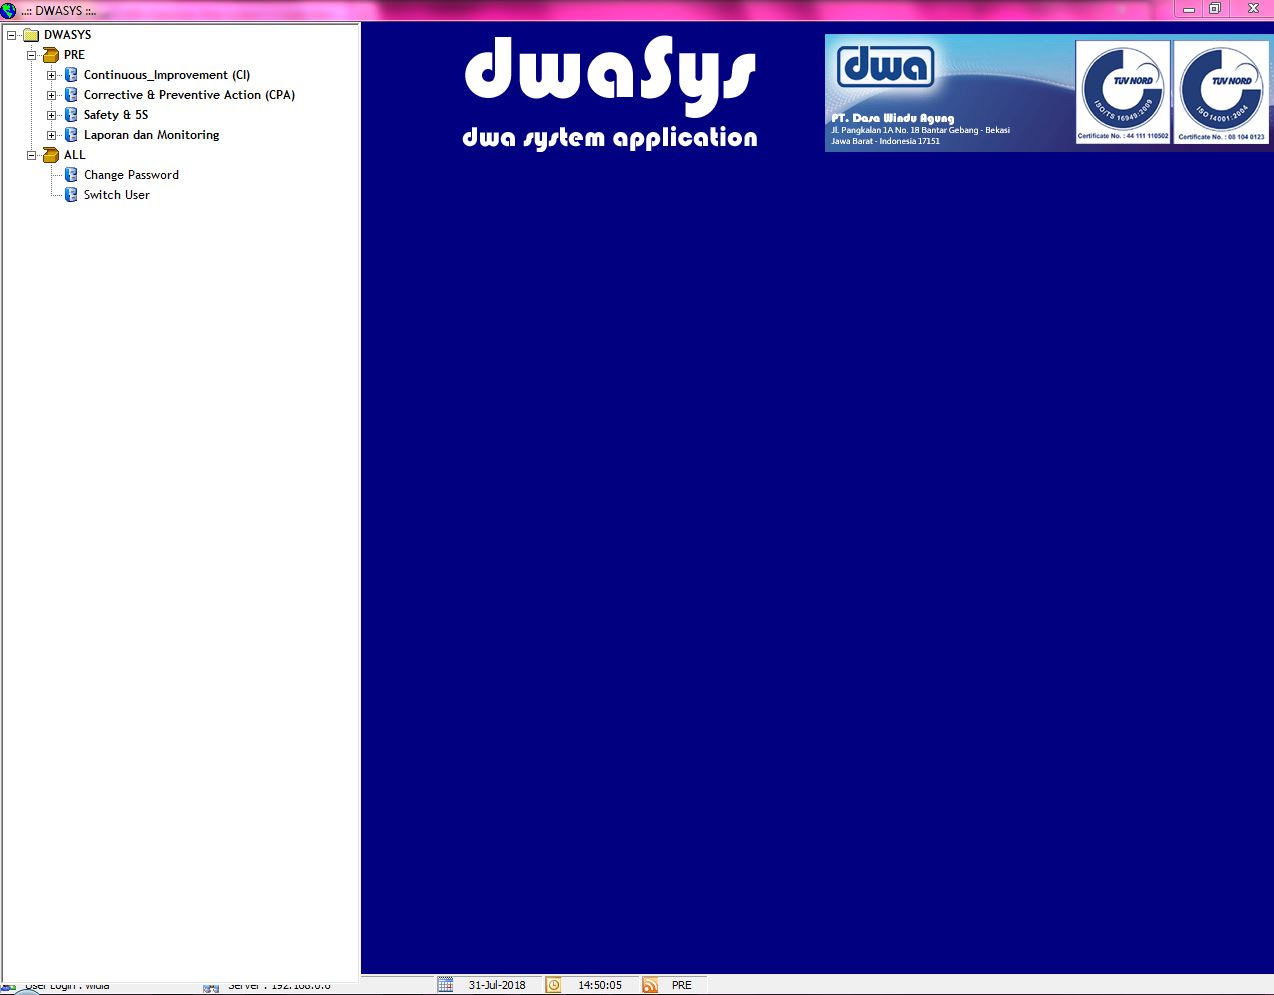 ..:: DWASYS ::..
DWASYS
PRE
Continuous_Improvement (CI)
Corrective & Preventive Action (CPA)
Safety & 5S
Laporan dan Monitoring
ALL
Change Password
Switch User
dwaSys
dwa system application
dwa
PT. Dasa Windu Agung
Jl. Pangkalan 1A No. 18 Bantar Gebang - Bekasi
Jawa Barat - Indonesia 17151
TUV NORD
ISO/TS 16949:2009
Certificate No. : 44 111 110502
TUV NORD
ISO 14001:2004
Certificate No. : 08 104 0123
User Login : widia
Server : 192.168.0.6
31-Jul-2018
14:50:05
PRE